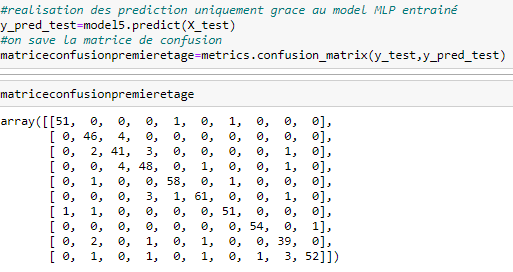 #realisation des prediction uniquement grace au model MLP entrainé
y_pred_test=model5.predict(X_test)
#on save la matrice de confusion
matriceconfusionpremieretage=metrics.confusion_matrix(y_test,y_pred_test)
matriceconfusionpremieretage
array([[51, 0, 0, 0, 1, 0, 1, 0, 0, 0],
[ 0, 46, 4, 0, 0, 0, 0, 0, 0, 0],
[ 0, 2, 41, 3, 0, 0, 0, 0, 1, 0],
[ 0, 0, 4, 48, 0, 1, 0, 0, 1, 0],
[ 0, 1, 0, 0, 58, 0, 1, 0, 0, 0],
[ 0, 0, 0, 3, 1, 61, 0, 0, 1, 0],
[ 1, 1, 0, 0, 0, 0, 51, 0, 0, 0],
[ 0, 0, 0, 0, 0, 0, 0, 54, 0, 1],
[ 0, 2, 0, 1, 0, 1, 0, 0, 39, 0],
[ 0, 1, 0, 1, 0, 1, 0, 1, 3, 52]])